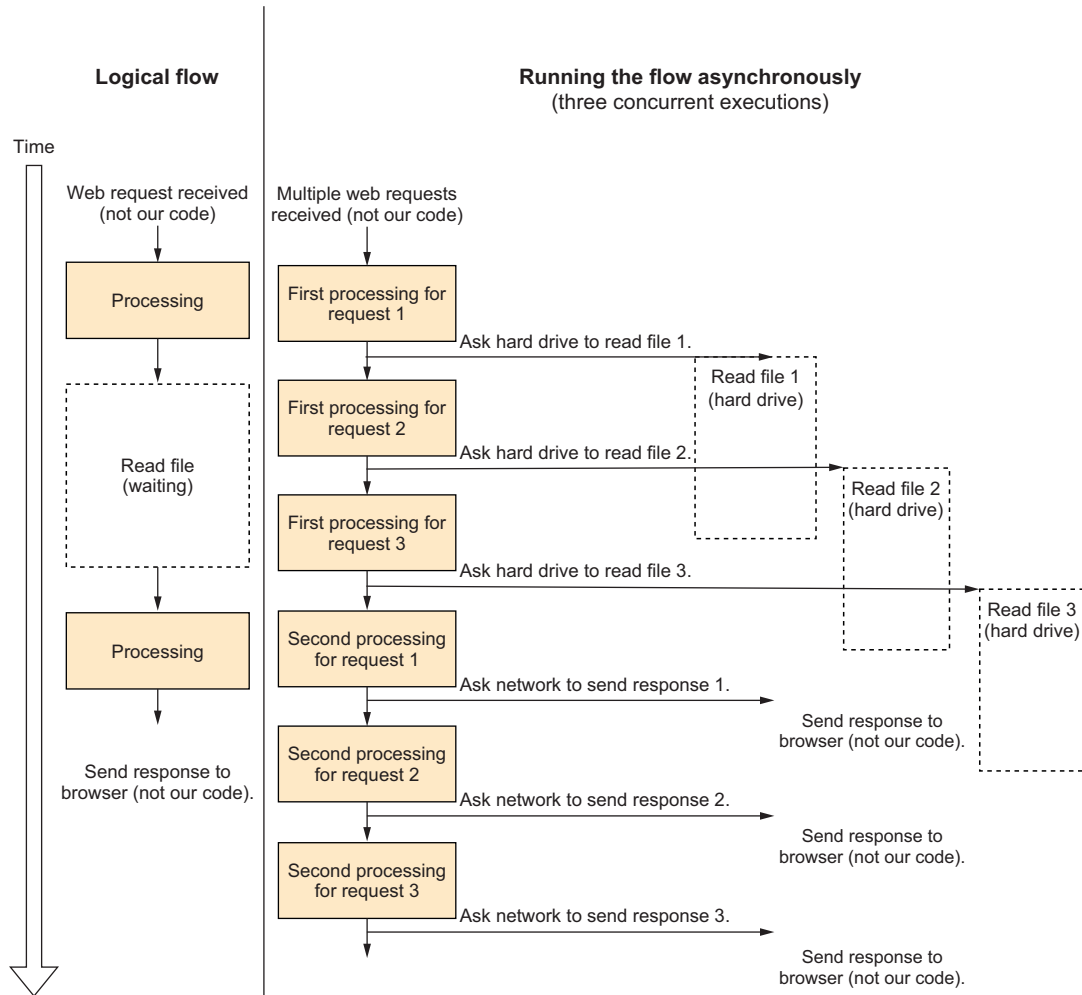 Logical flow
Running the flow asynchronously
(three concurrent executions)
Time
Web request received
(not our code)
Processing
Read file
(waiting)
Processing
Send response to
browser (not our code).
Multiple web requests
received (not our code)
First processing for
request 1
Ask hard drive to read file 1.
Read file 1
(hard drive)
First processing for
request 2
Ask hard drive to read file 2.
Read file 2
(hard drive)
First processing for
request 3
Ask hard drive to read file 3.
Read file 3
(hard drive)
Second processing
for request 1
Ask network to send response 1.
Send response to
browser (not our code).
Second processing
for request 2
Ask network to send response 2.
Send response to
browser (not our code).
Second processing
for request 3
Ask network to send response 3.
Send response to
browser (not our code).